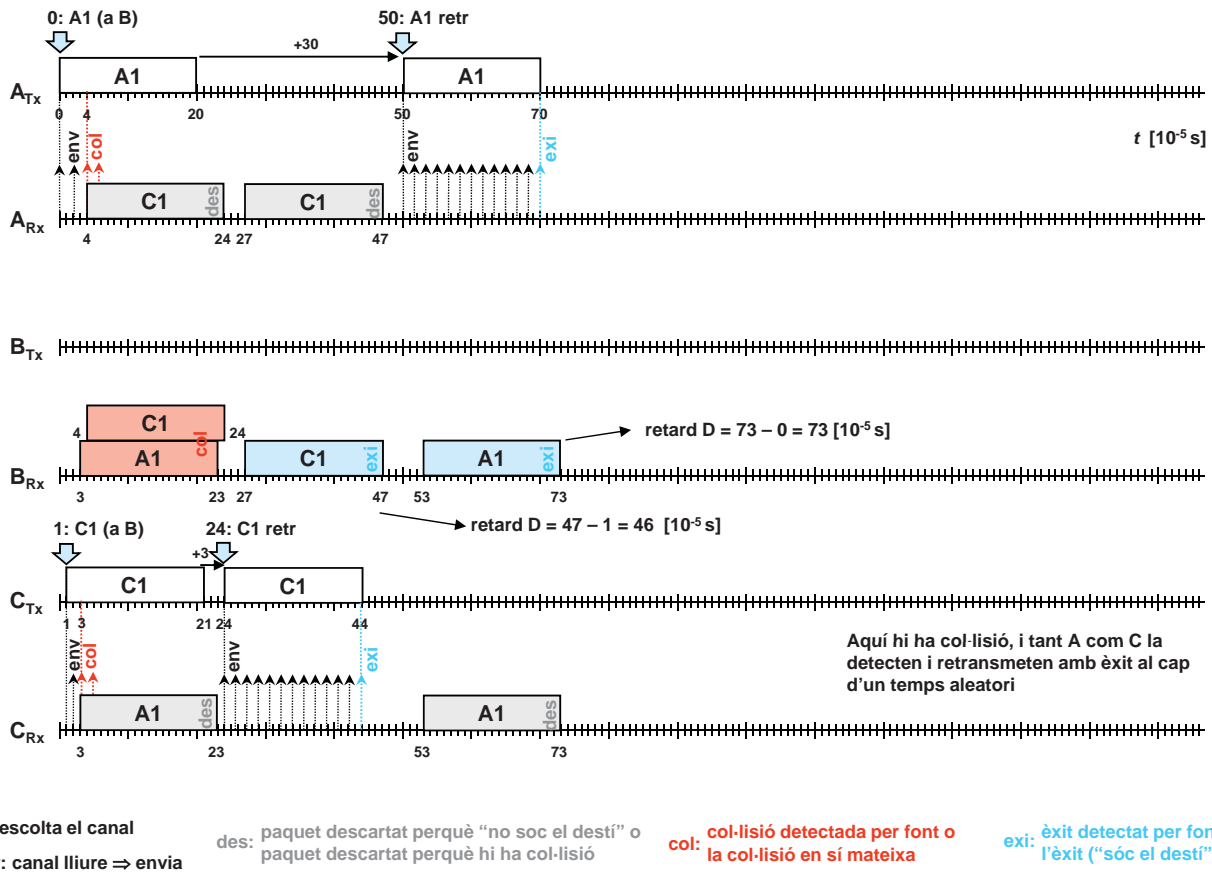 0: A1 (a B)
50: A1 retr
+30
A1
A1
ATx
0 4 20 50 70
env
col
env
exi
t [10-5 s]
C1
des
C1
des
ARx
4 24 27 47
BTx
C1
4
col
24
A1
C1
exi
A1
exi
retard D = 73 – 0 = 73 [10-5 s]
BRx
3 23 27 47 53 73
retard D = 47 – 1 = 46 [10-5 s]
1: C1 (a B)
24: C1 retr
+3
C1
C1
CTx
1 3 21 24 44
env
col
env
exi
Aquí hi ha col·lisió, i tant A com C la
detecten i retransmeten amb èxit al cap
d'un temps aleatori
A1
des
A1
des
CRx
3 23 53 73
escolta el canal
: canal lliure ⇒ envia
des: paquet descartat perquè “no soc el destí” o
paquet descartat perquè hi ha col·lisió
col: col·lisió detectada per font o
la col·lisió en sí mateixa
exi: èxit detectat per fon
l'èxit (“sóc el destí”